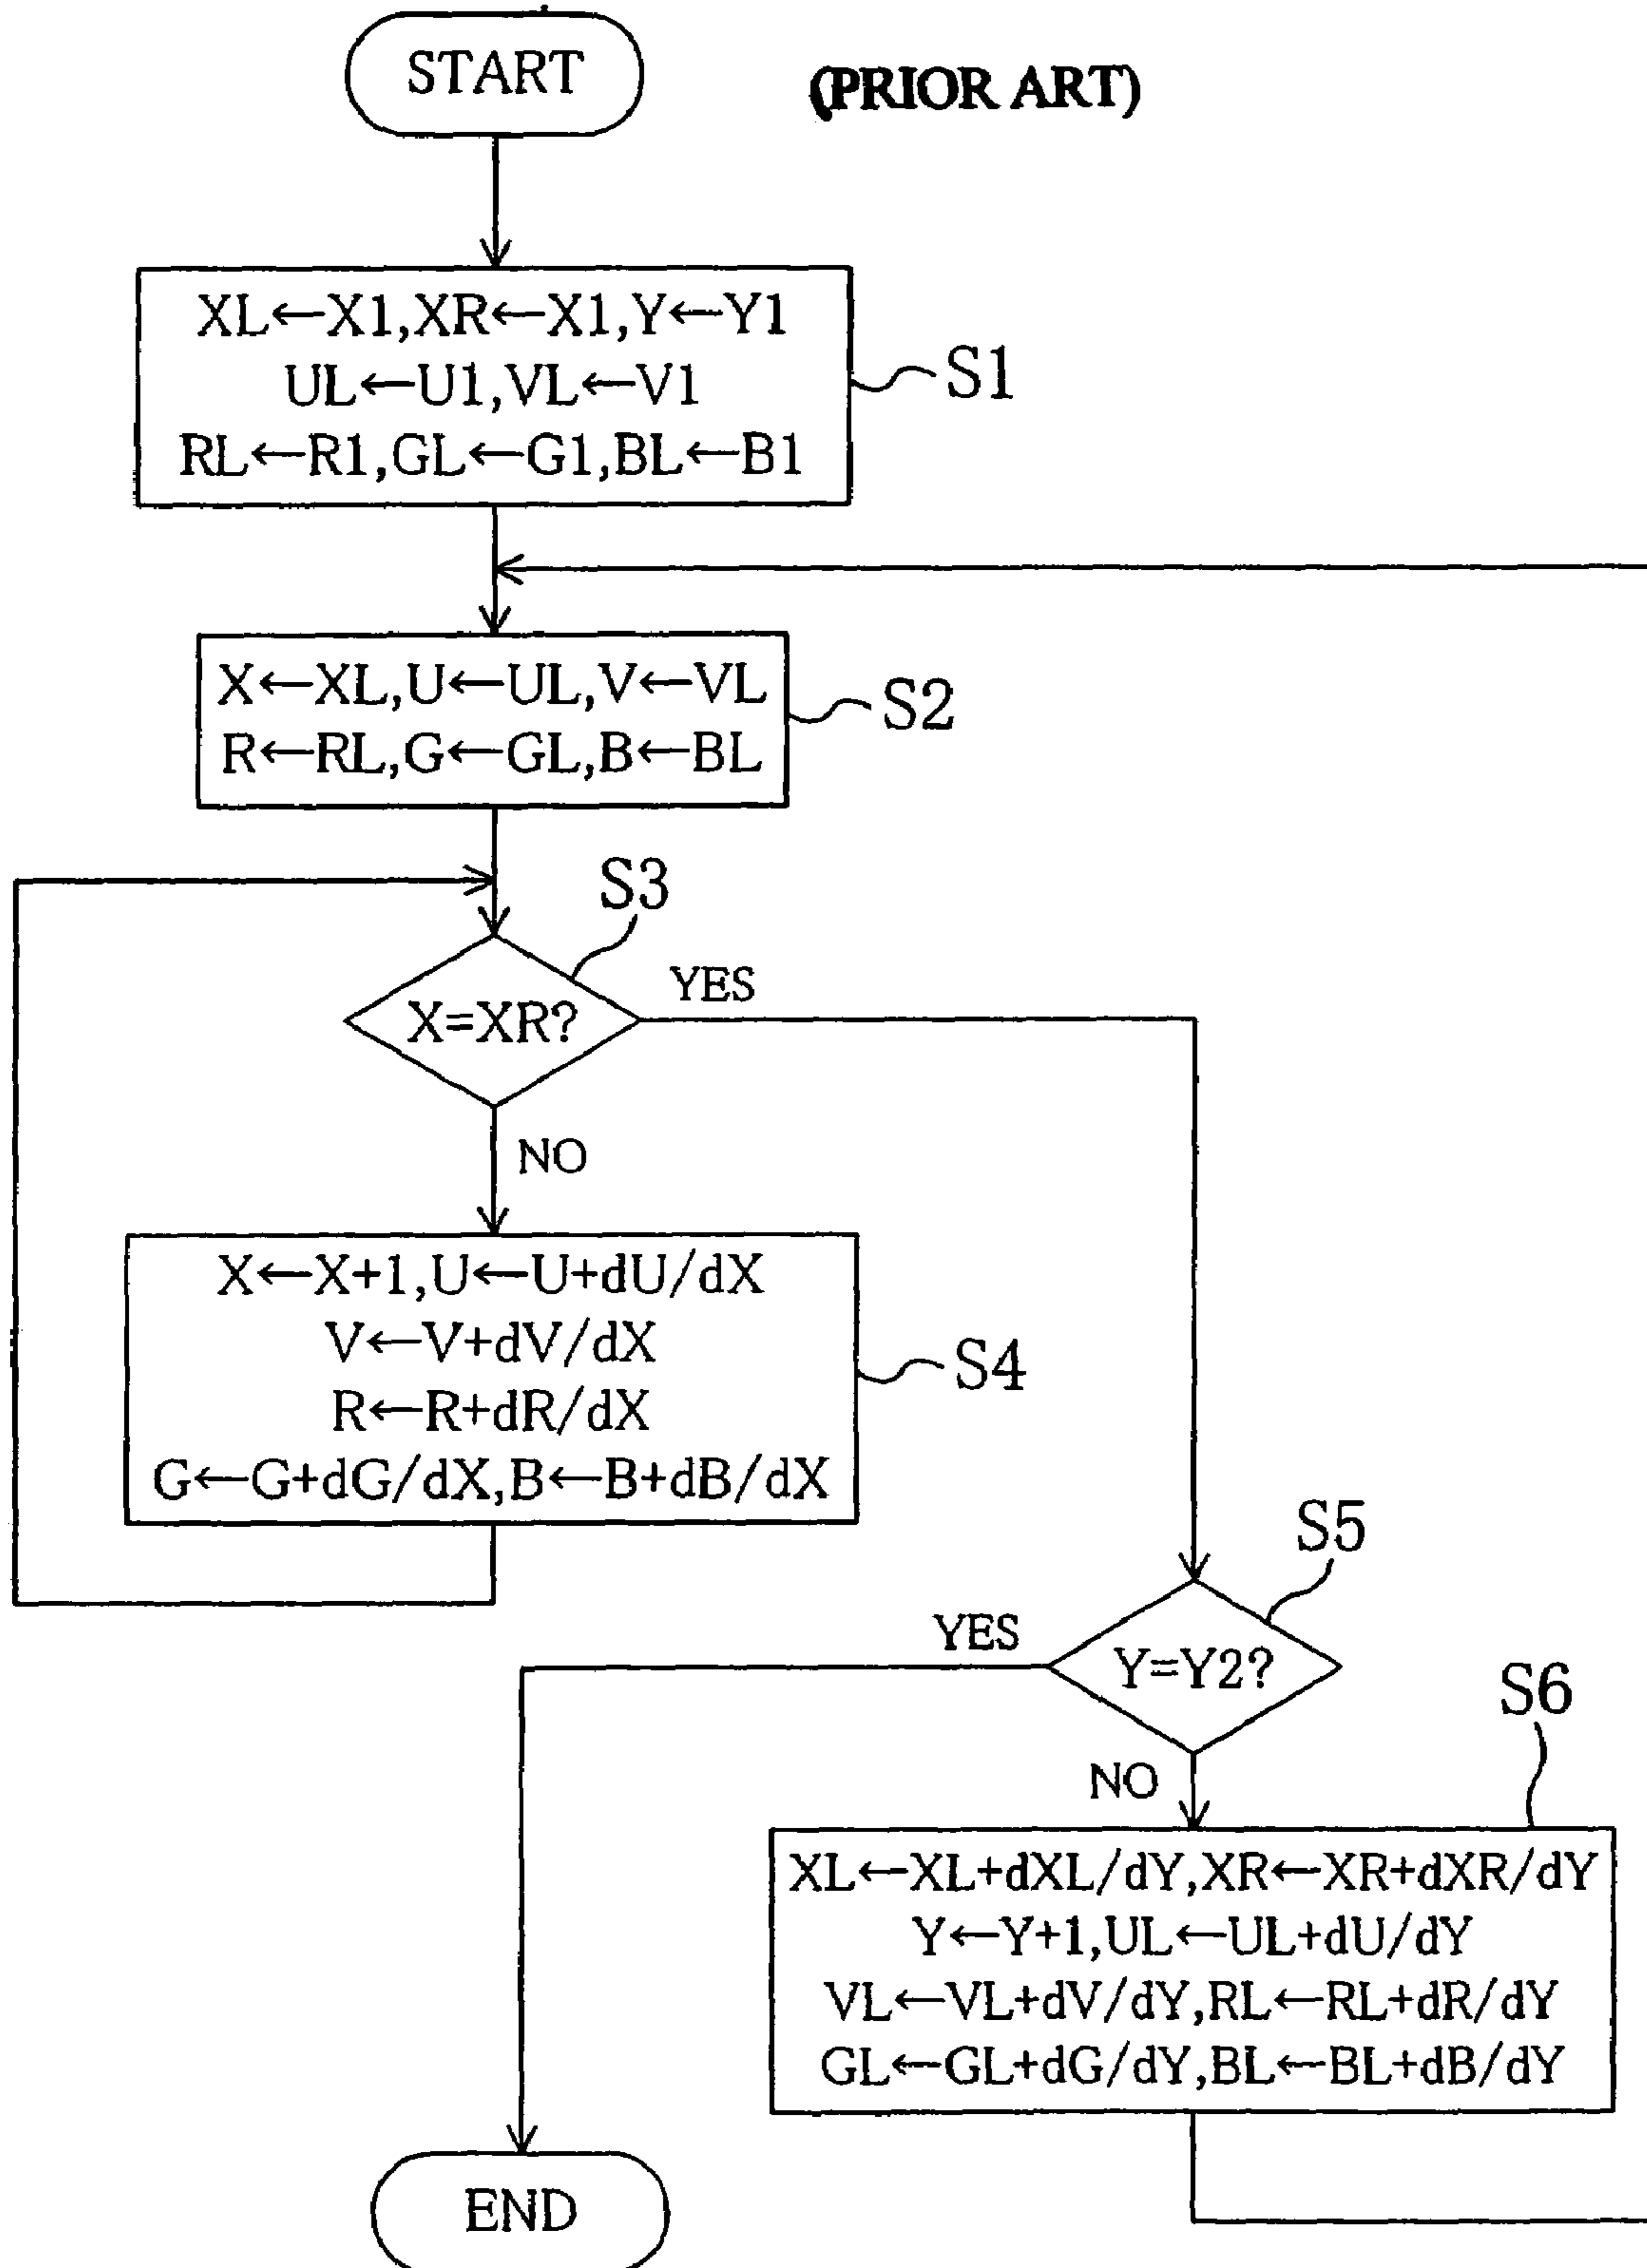 START
(PRIOR ART)
XL←X1,XR←X1,Y←Y1
UL←U1,VL←V1
RL←R1,GL←G1,BL←B1
S1
X←XL,U←UL,V←VL
R←RL,G←GL,B←BL
S2
S3
X=XR?
YES
NO
X←X+1,U←U+dU/dX
V←V+dV/dX
R←R+dR/dX
G←G+dG/dX,B←B+dB/dX
S4
S5
Y=Y2?
YES
NO
S6
XL←XL+dXL/dY,XR←XR+dXR/dY
Y←Y+1,UL←UL+dU/dY
VL←VL+dV/dY,RL←RL+dR/dY
GL←GL+dG/dY,BL←BL+dB/dY
END